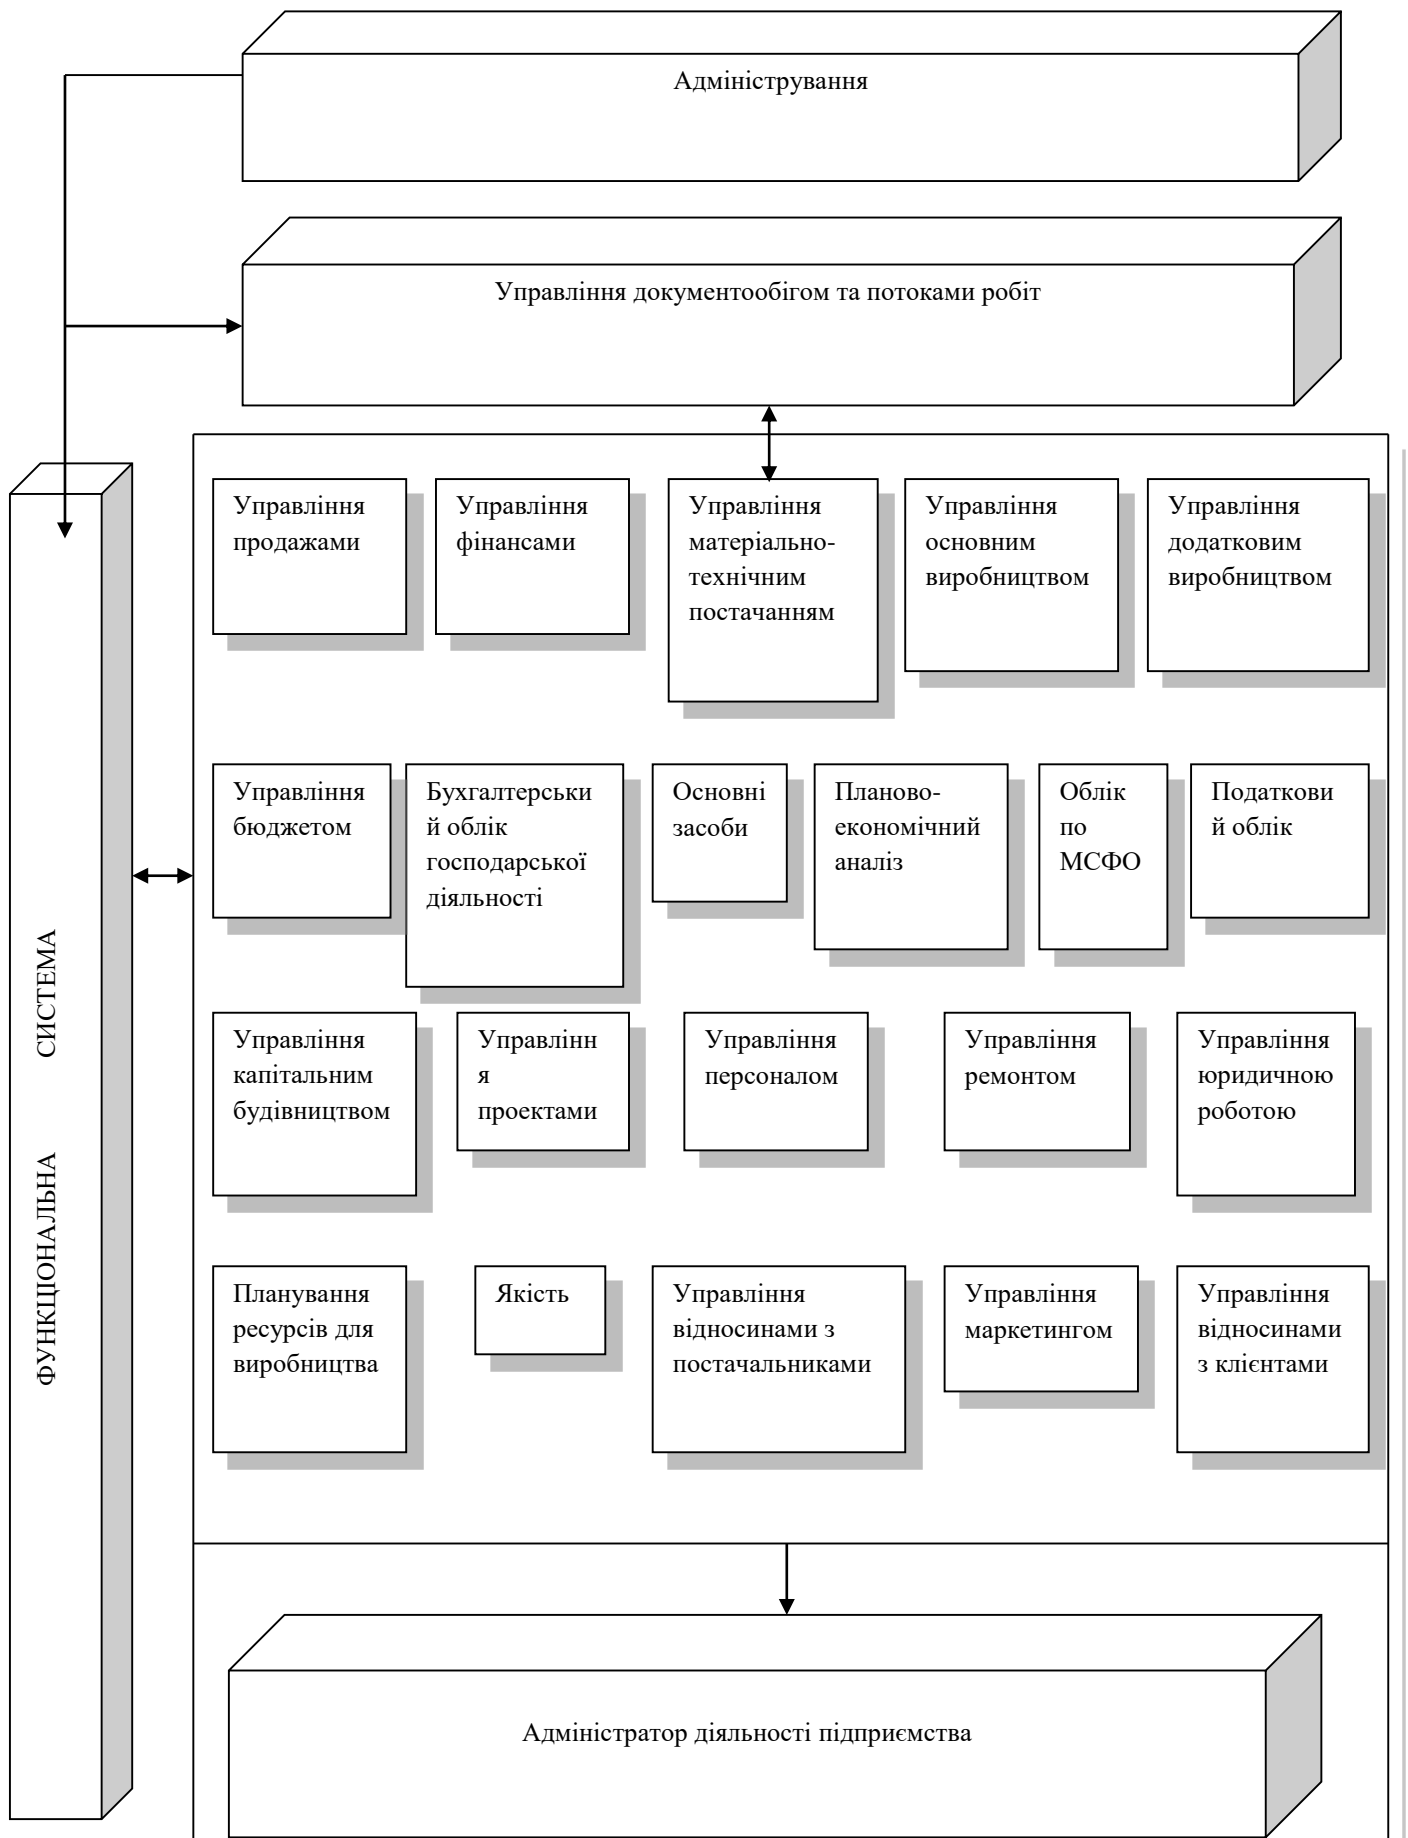 Адміністрування
Управління документообігом та потоками робіт
Управління
продажами
Управління
фінансами
Управління
матеріально-
технічним
постачанням
Управління
основним
виробництвом
Управління
додатковим
виробництвом
Управління
бюджетом
Бухгалтерськи
й облік
господарської
діяльності
Основні
засоби
Планово-
економічний
аналіз
Облік
по
МСФО
Податкови
й облік
Управління
капітальним
будівництвом
Управлінн
я
проектами
Управління
персоналом
Управління
ремонтом
Управління
юридичною
роботою
Планування
ресурсів для
виробництва
Якість
Управління
відносинами з
постачальниками
Управління
маркетингом
Управління
відносинами
з клієнтами
ФУНКЦІОНАЛЬНА СИСТЕМА
Адміністратор діяльності підприємства